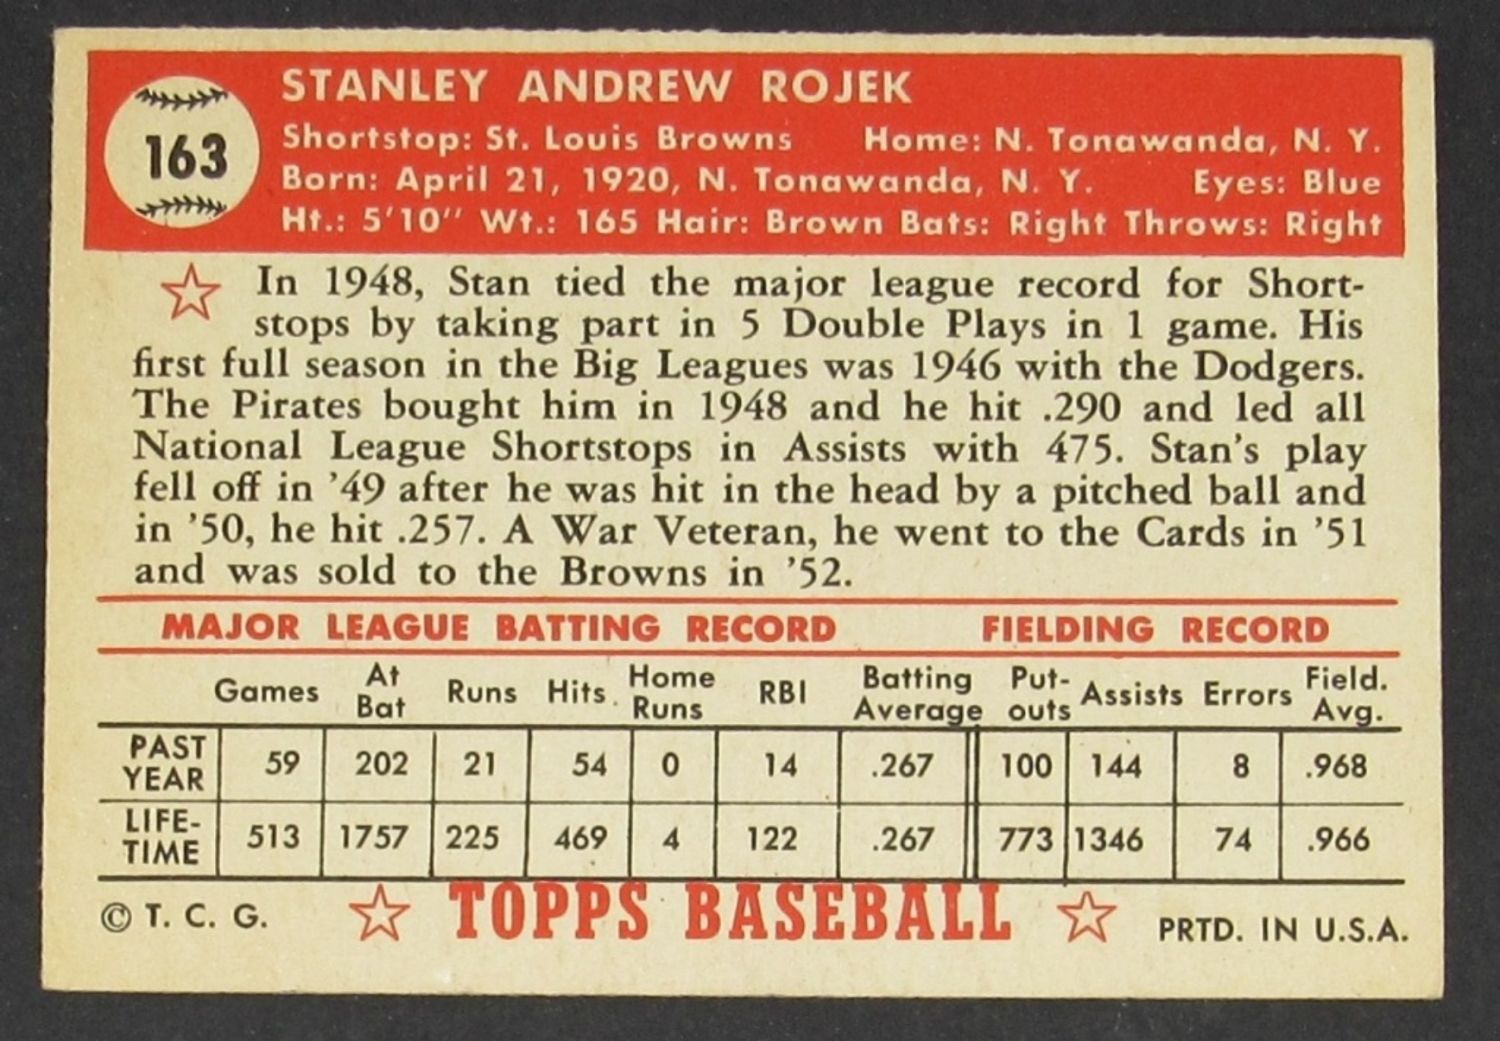 163
STANLEY ANDREW ROJEK
Shortstop: St. Louis Browns Home: N. Tonawanda, N. Y.
Born: April 21, 1920, N. Tonawanda, N. Y. Eyes: Blue
Ht.: 5'10" Wt.: 165 Hair: Brown Bats: Right Throws: Right
In 1948, Stan tied the major league record for Short-
stops by taking part in 5 Double Plays in 1 game. His
first full season in the Big Leagues was 1946 with the Dodgers.
The Pirates bought him in 1948 and he hit .290 and led all
National League Shortstops in Assists with 475. Stan's play
fell off in '49 after he was hit in the head by a pitched ball and
in '50, he hit .257. A War Veteran, he went to the Cards in '51
and was sold to the Browns in '52.
MAJOR LEAGUE BATTING RECORD FIELDING RECORD
Games At Bat Runs Hits Home Runs RBI Batting Average Put-outs Assists Errors Field. Avg.
PAST YEAR 59 202 21 54 0 14 .267 100 144 8 .968
LIFE-TIME 513 1757 225 469 4 122 .267 773 1346 74 .966
© T. C. G. TOPPS BASEBALL PRTD. IN U.S.A.